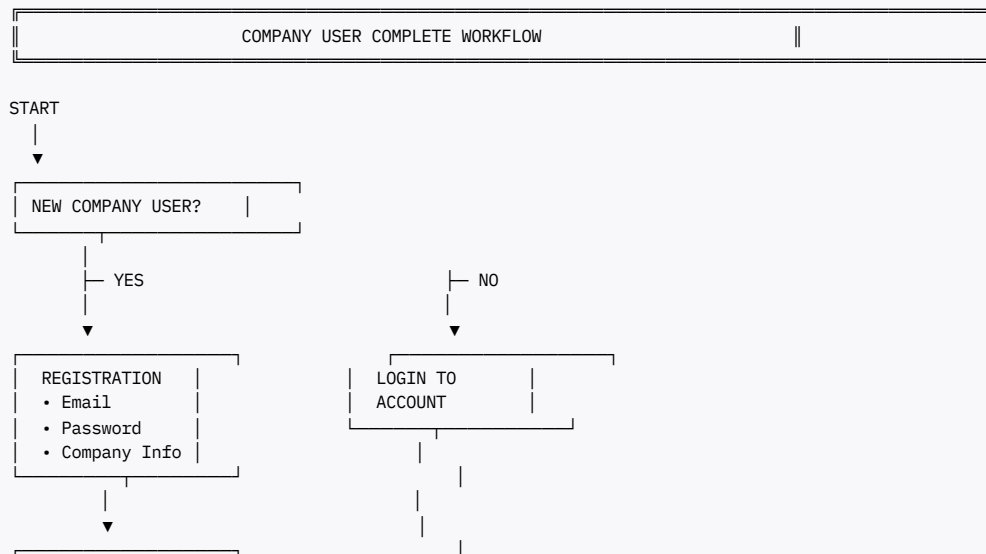 COMPANY USER COMPLETE WORKFLOW
START
NEW COMPANY USER?
YES
NO
REGISTRATION
• Email
• Password
• Company Info
LOGIN TO
ACCOUNT